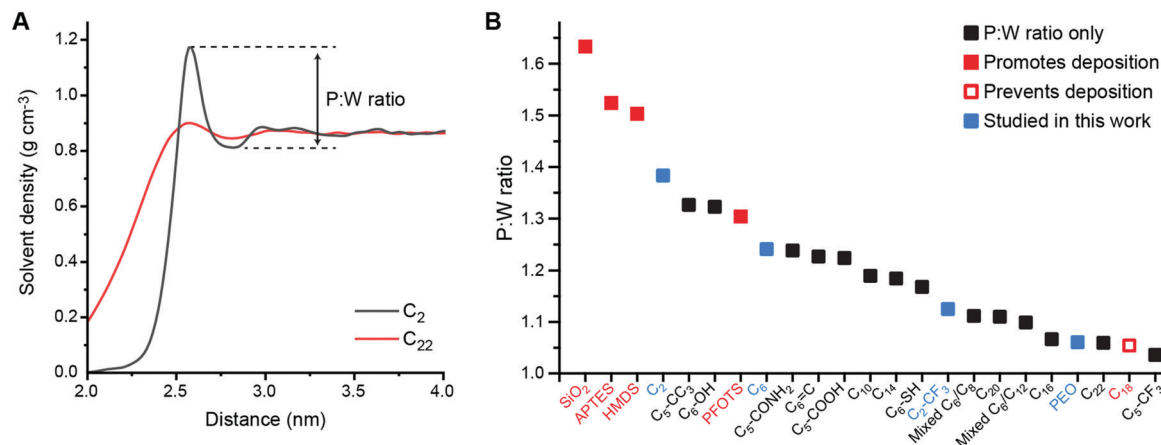 A
Solvent density (g cm⁻³)
1.2
1.0
0.8
0.6
0.4
0.2
0.0
P:W ratio
C₂
C₂₂
2.0 2.5 3.0 3.5 4.0
Distance (nm)
B
P:W ratio
1.6
1.5
1.4
1.3
1.2
1.1
1.0
P:W ratio only
Promotes deposition
Prevents deposition
Studied in this work
SiO₂
APTES
HMDS
C₂
C₅-CC₃
C₆-OH
PFOTS
C₆
C₅-CONH₂
C₆=C
C₅-COOH
C₁₀
C₁₄
C₆-SH
C₂-CF₃
Mixed C₆/C₈
C₂₀
Mixed C₆/C₁₂
C₁₆
PEO
C₂₂
C₁₈
C₅-CF₃